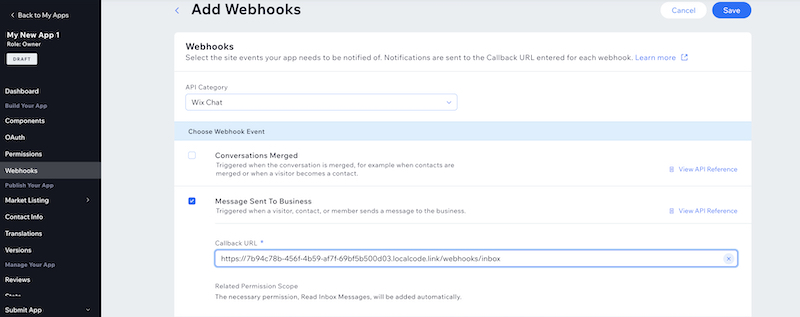 Back to My Apps
My New App 1
Role: Owner
DRAFT
Dashboard
Build Your App
Components
OAuth
Permissions
Webhooks
Publish Your App
Market Listing
Contact Info
Translations
Versions
Manage Your App
Reviews
Submit App
Add Webhooks
Cancel
Save
Webhooks
Select the site events your app needs to be notified of. Notifications are sent to the Callback URL entered for each webhook. Learn more
API Category
Wix Chat
Choose Webhook Event
Conversations Merged
Triggered when the conversation is merged, for example when contacts are
merged or when a visitor becomes a contact.
View API Reference
Message Sent To Business
Triggered when a visitor, contact, or member sends a message to the business.
View API Reference
Callback URL *
https://7b94c78b-456f-4b59-af7f-69bf5b500d03.localcode.link/webhooks/inbox
Related Permission Scope
The necessary permission, Read Inbox Messages, will be added automatically.